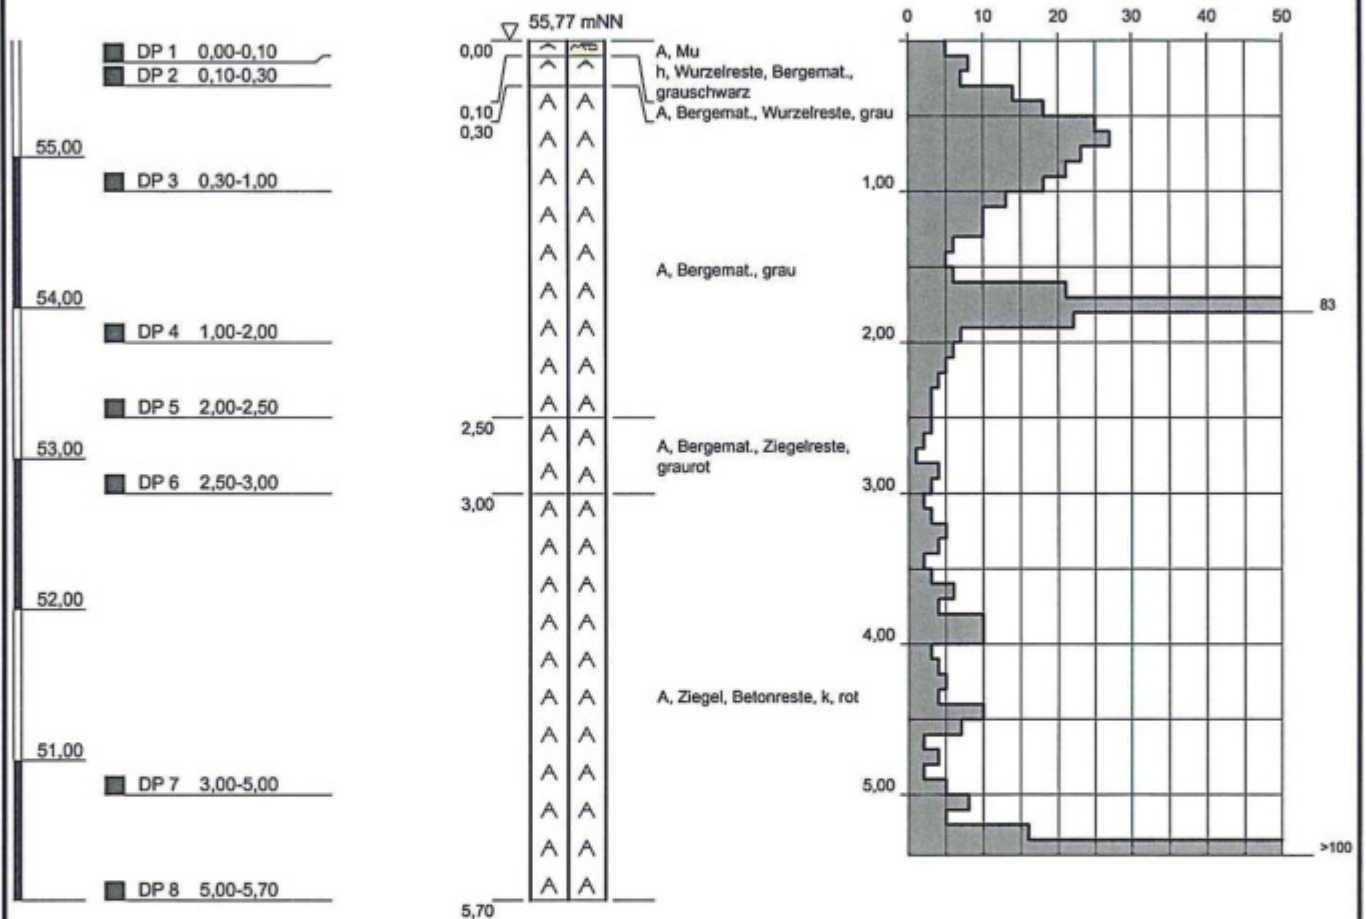 55,77 mNN
0 10 20 30 40 50
DP 1 0,00-0,10
0,00
A, Mu
DP 2 0,10-0,30
h, Wurzelreste, Bergemat.,
grauschwarz
0,10
A, Bergemat., Wurzelreste, grau
0,30
55,00
DP 3 0,30-1,00
1,00
A, Bergemat., grau
54,00
83
DP 4 1,00-2,00
2,00
DP 5 2,00-2,50
2,50
53,00
A, Bergemat., Ziegelreste,
graurot
DP 6 2,50-3,00
3,00
3,00
52,00
4,00
A, Ziegel, Betonreste, k, rot
51,00
DP 7 3,00-5,00
5,00
>100
DP 8 5,00-5,70
5,70